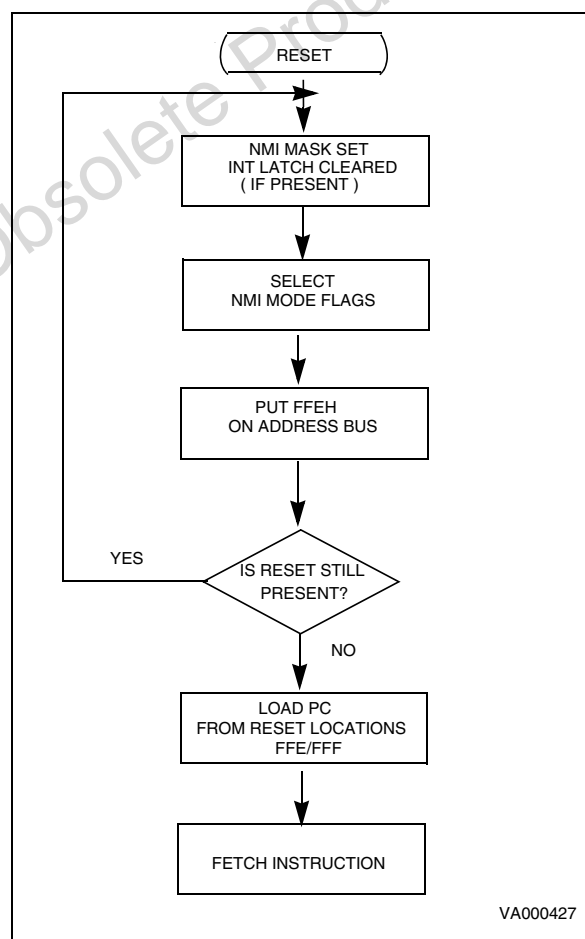 RESET
NMI MASK SET
INT LATCH CLEARED
( IF PRESENT )
SELECT
NMI MODE FLAGS
PUT FFEH
ON ADDRESS BUS
YES
IS RESET STILL
PRESENT?
NO
LOAD PC
FROM RESET LOCATIONS
FFE/FFF
FETCH INSTRUCTION
VA000427